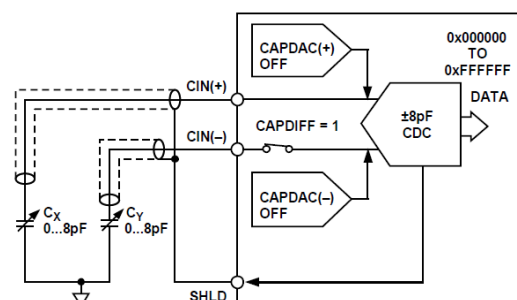 CAPDAC(+)
OFF
0x000000
TO
0xFFFFFF
DATA
CIN(+)
±8pF
CDC
CIN(–)
CAPDIFF = 1
CAPDAC(–)
OFF
CX
0...8pF
CY
0...8pF
SHLD